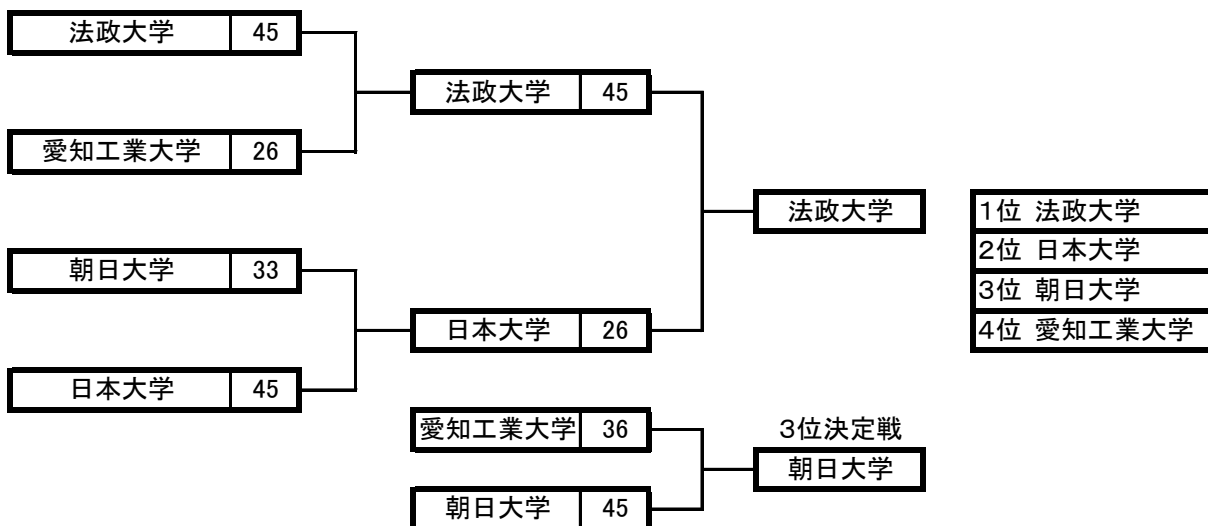 法政大学 45
愛知工業大学 26
朝日大学 33
日本大学 45
法政大学 45
日本大学 26
法政大学
愛知工業大学 36
朝日大学 45
3位決定戦
朝日大学
1位 法政大学
2位 日本大学
3位 朝日大学
4位 愛知工業大学